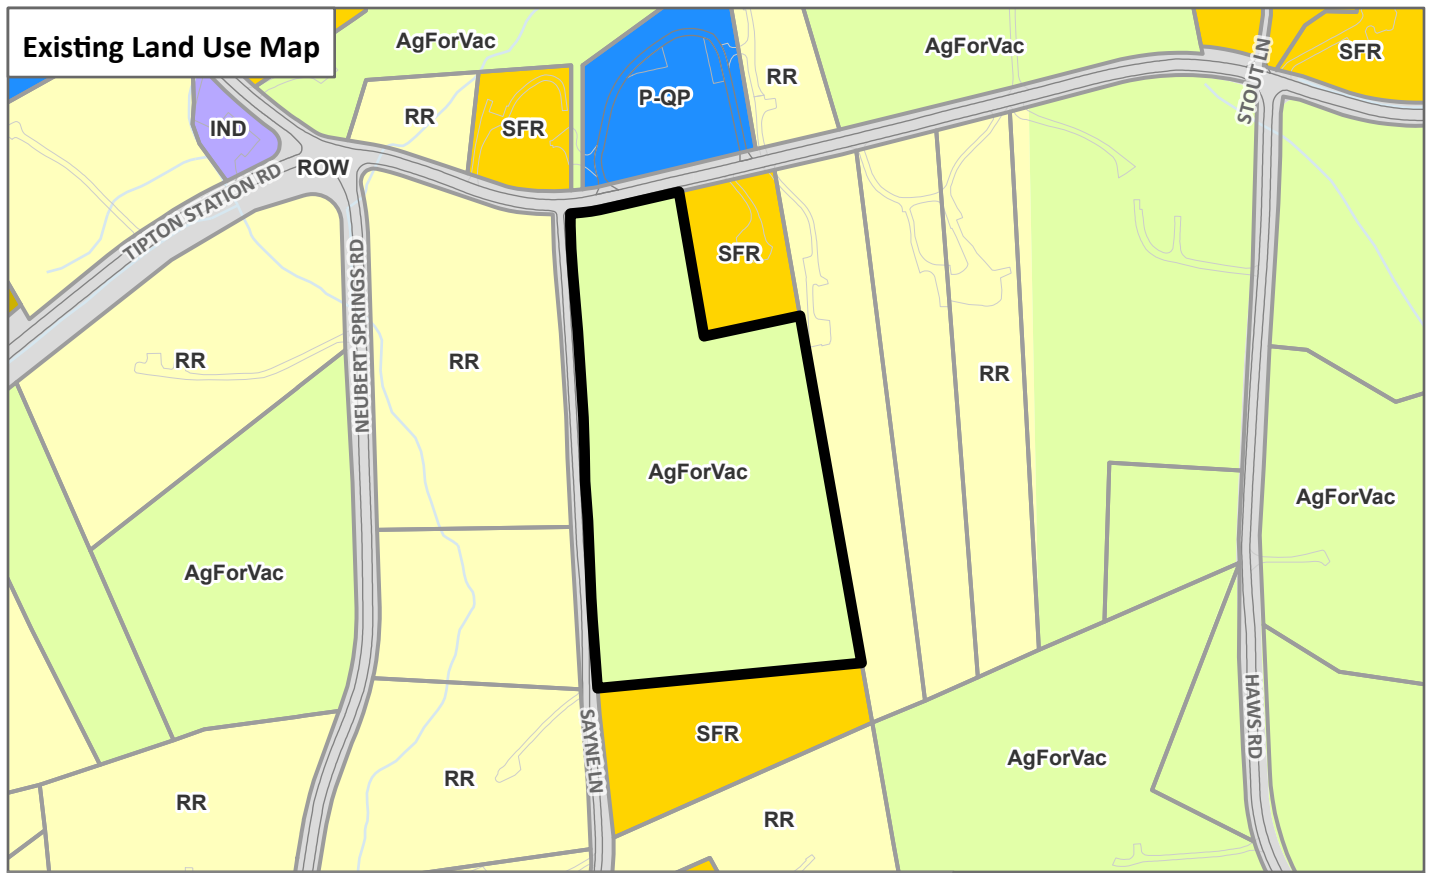 Existing Land Use Map
AgForVac
AgForVac
SFR
STOUT LN
RR
P-QP
RR
SFR
IND
ROW
TIPTON STATION RD
NEUBERT SPRINGS RD
SFR
RR
RR
RR
AgForVac
AgForVac
AgForVac
SAYNE LN
SFR
HAWS RD
AgForVac
RR
RR
RR